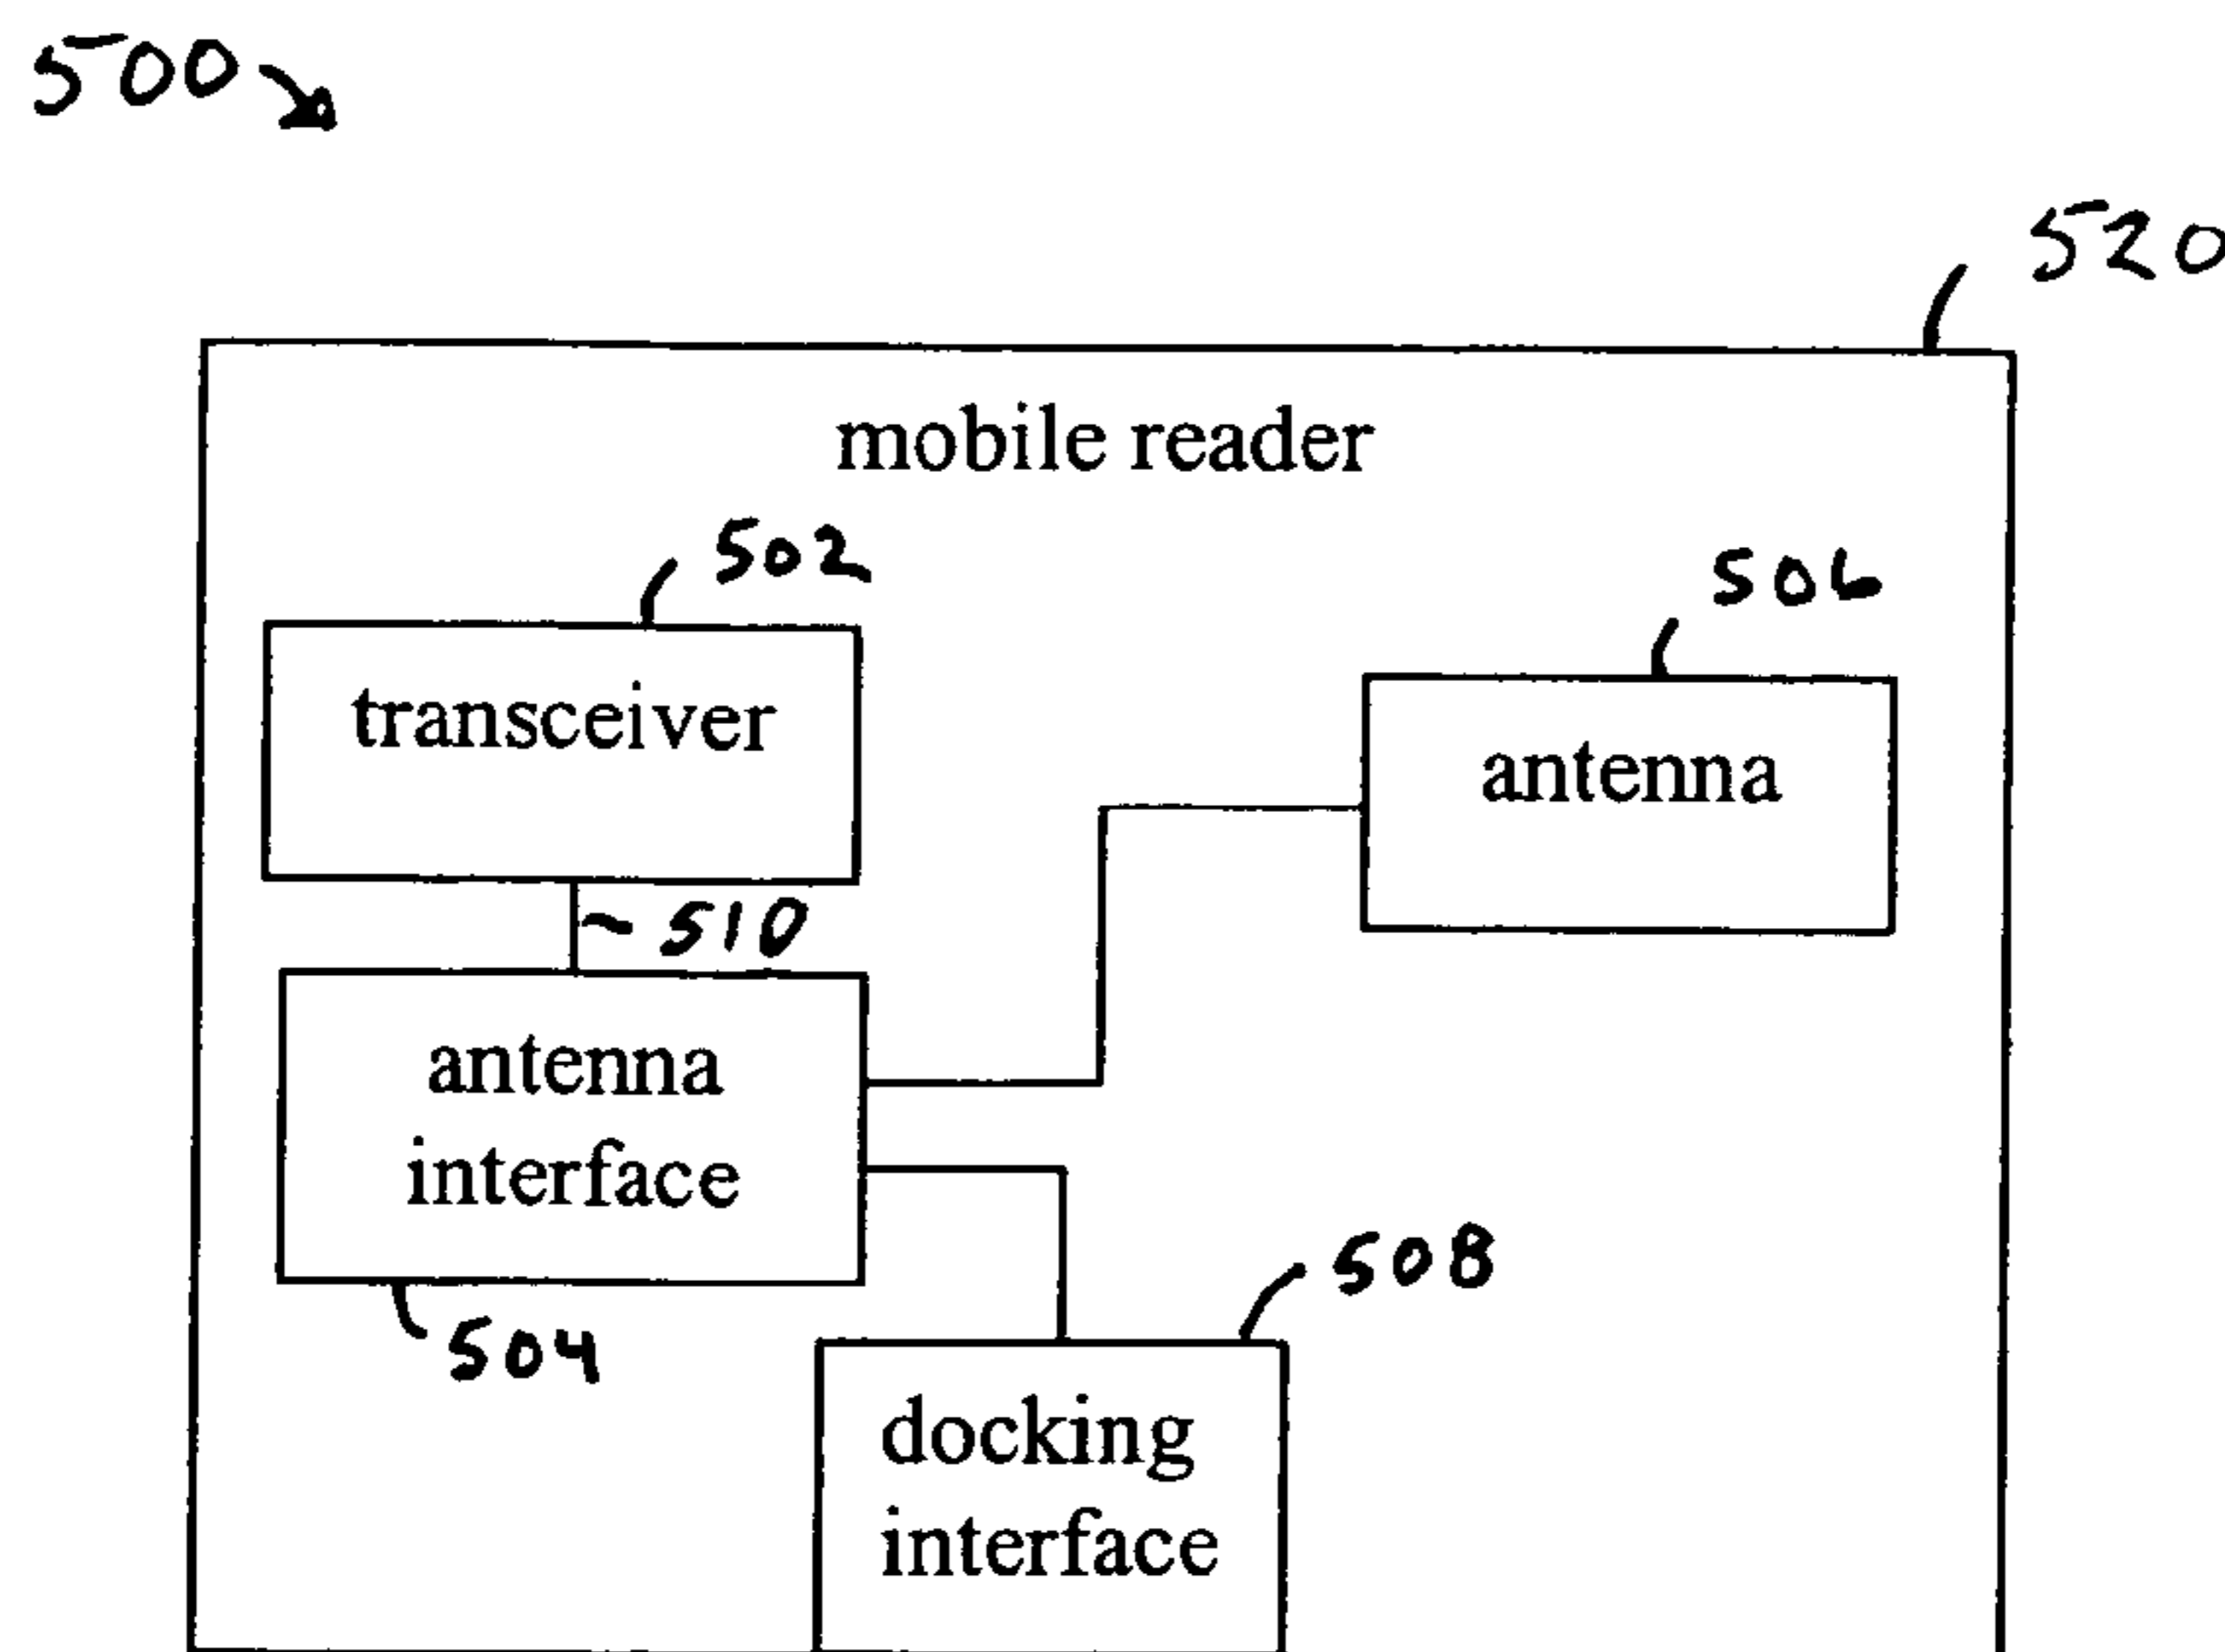 500
520
mobile reader
502
506
transceiver
antenna
510
antenna
interface
508
504
docking
interface